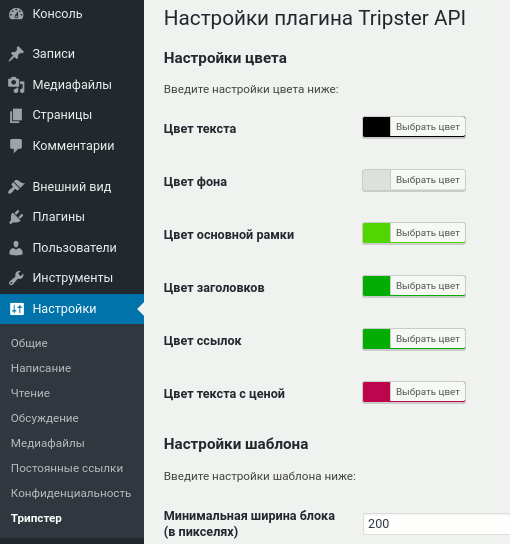 Консоль
Записи
Медиафайлы
Страницы
Комментарии
Внешний вид
Плагины
Пользователи
Инструменты
Настройки
Общие
Написание
Чтение
Обсуждение
Медиафайлы
Постоянные ссылки
Конфиденциальность
Трипстер
Настройки плагина Tripster API
Настройки цвета
Введите настройки цвета ниже:
Цвет текста
Выбрать цвет
Цвет фона
Выбрать цвет
Цвет основной рамки
Выбрать цвет
Цвет заголовков
Выбрать цвет
Цвет ссылок
Выбрать цвет
Цвет текста с ценой
Выбрать цвет
Настройки шаблона
Введите настройки шаблона ниже:
Минимальная ширина блока
(в пикселях)
200